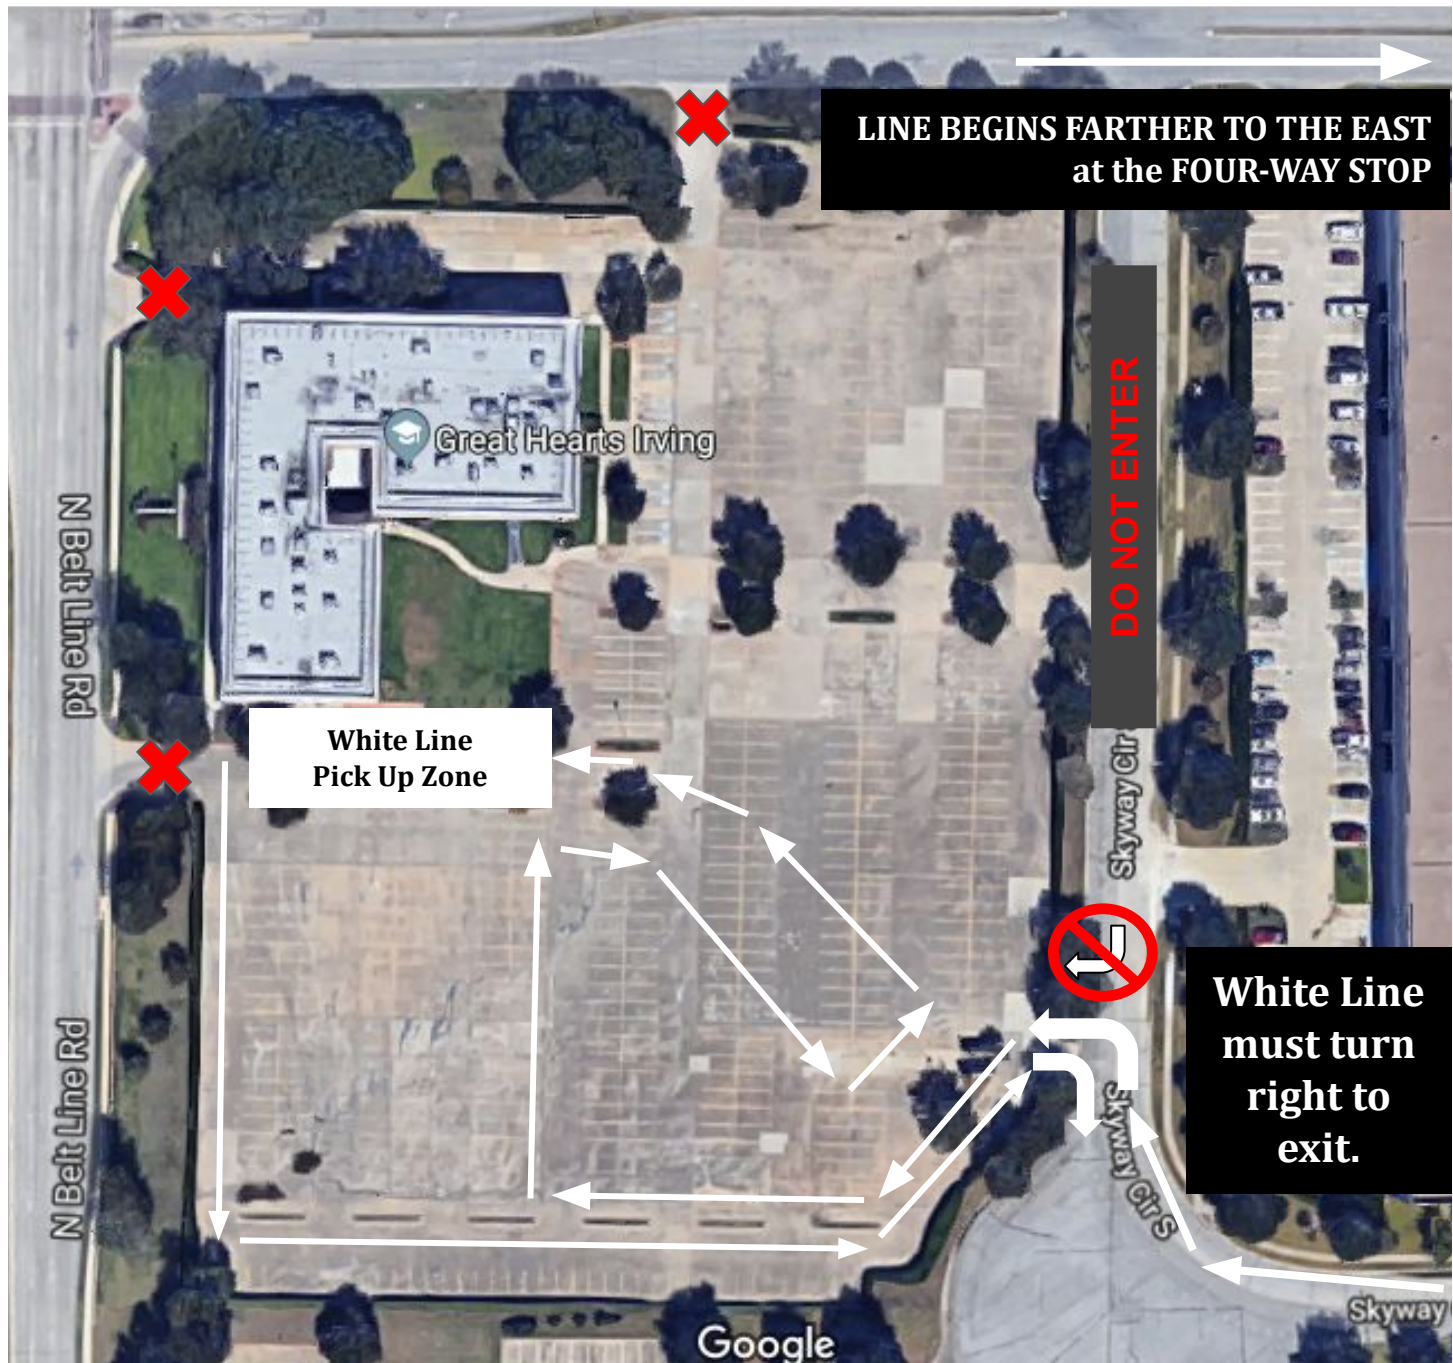 LINE BEGINS FARTHER TO THE EAST
at the FOUR-WAY STOP
Great Hearts Irving
DO NOT ENTER
N Belt Line Rd
White Line
Pick Up Zone
Skyway Cir
White Line
must turn
right to
exit.
N Belt Line Rd
Skyway Cir S
Skyway
Google